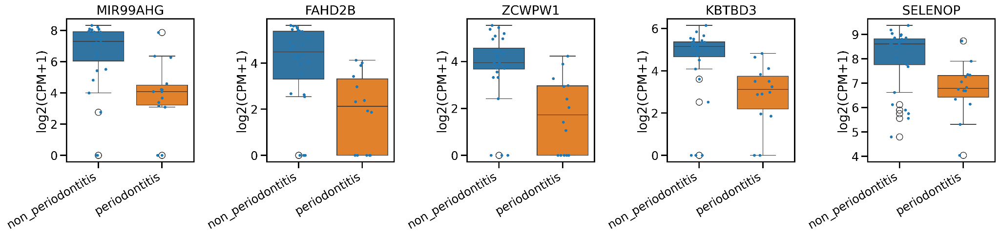 MIR99AHG
log2(CPM+1)
8
6
4
2
0
non_periodontitis
periodontitis
FAHD2B
log2(CPM+1)
4
2
0
non_periodontitis
periodontitis
ZCWPW1
log2(CPM+1)
4
2
0
non_periodontitis
periodontitis
KBTBD3
log2(CPM+1)
6
4
2
0
non_periodontitis
periodontitis
SELENOP
log2(CPM+1)
9
8
7
6
5
4
non_periodontitis
periodontitis